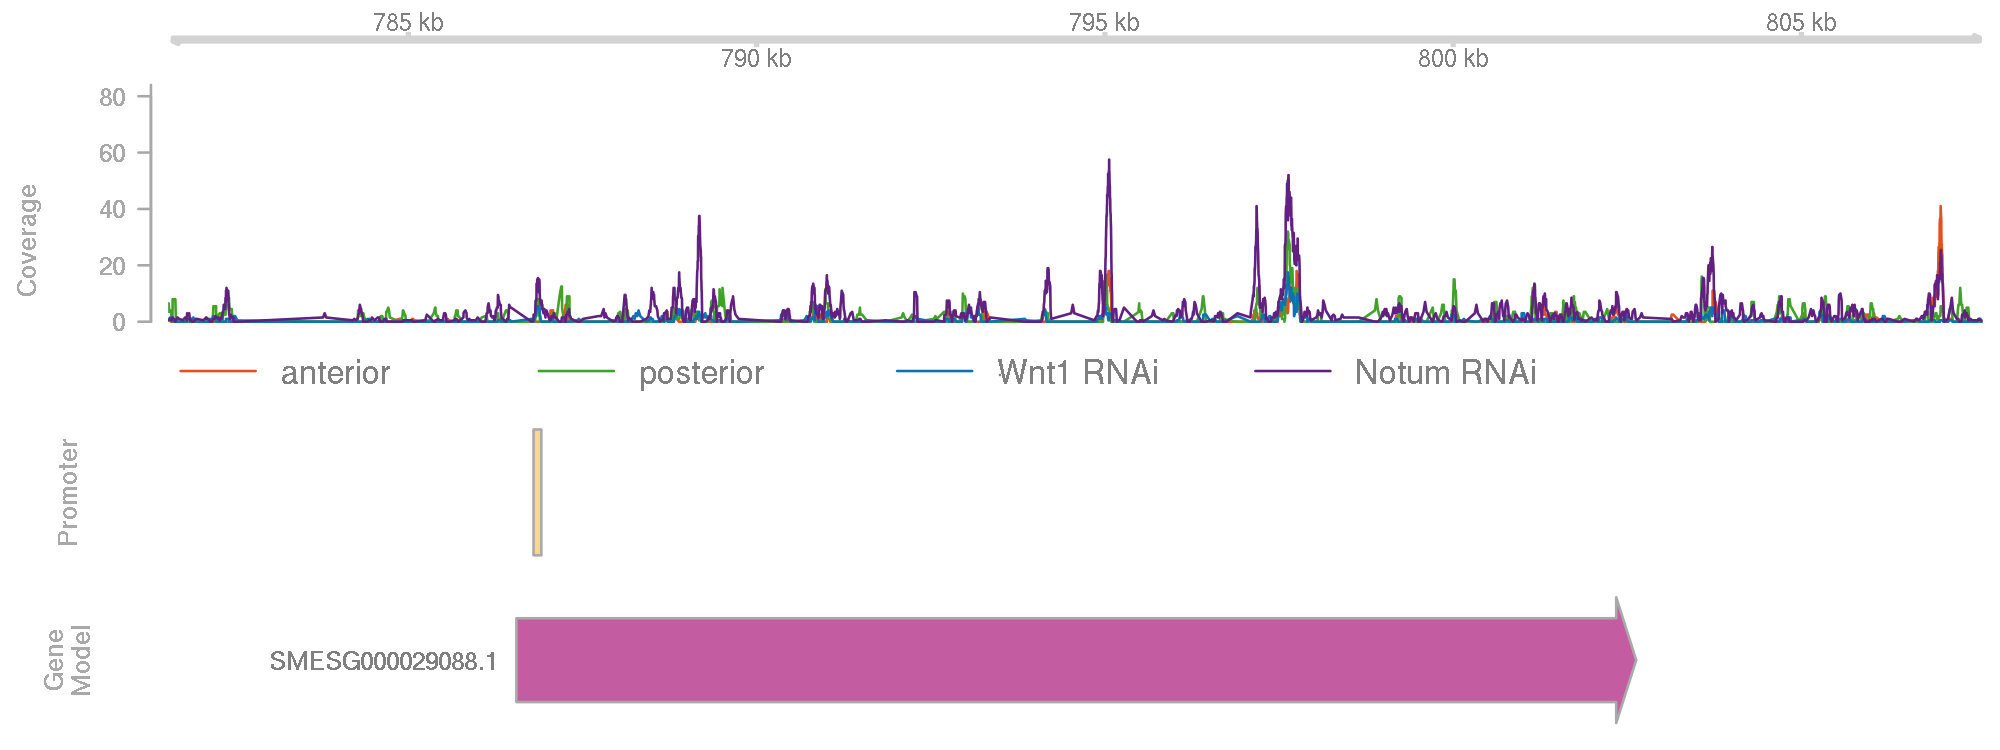 785 kb
795 kb
805 kb
790 kb
800 kb
80
60
40
20
0
Coverage
anterior
posterior
Wnt1 RNAi
Notum RNAi
Promoter
Gene
Model
SMESG000029088.1